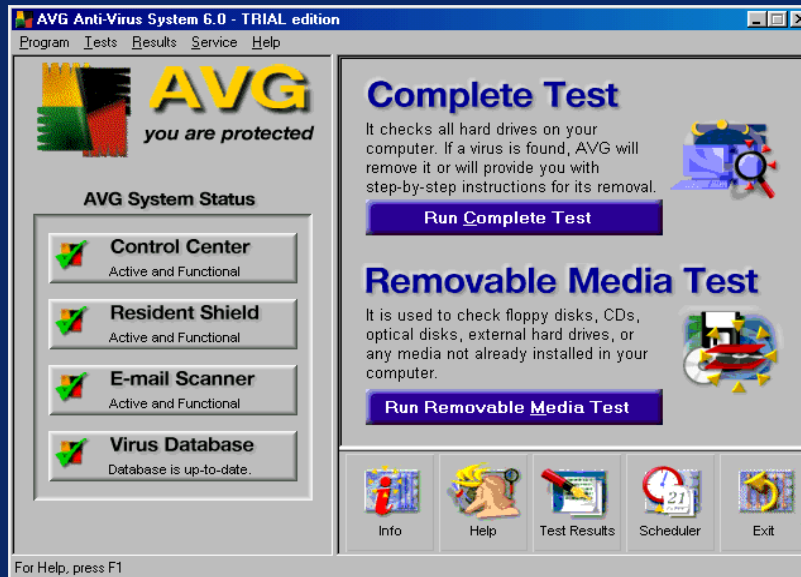 AVG Anti-Virus System 6.0 - TRIAL edition
Program Tests Results Service Help
AVG
you are protected
AVG System Status
Control Center
Active and Functional
Resident Shield
Active and Functional
E-mail Scanner
Active and Functional
Virus Database
Database is up-to-date.
Complete Test
It checks all hard drives on your
computer. If a virus is found, AVG will
remove it or will provide you with
step-by-step instructions for its removal.
Run Complete Test
Removable Media Test
It is used to check floppy disks, CDs,
optical disks, external hard drives, or
any media not already installed in your
computer.
Run Removable Media Test
21
Info Help Test Results Scheduler Exit
For Help, press F1